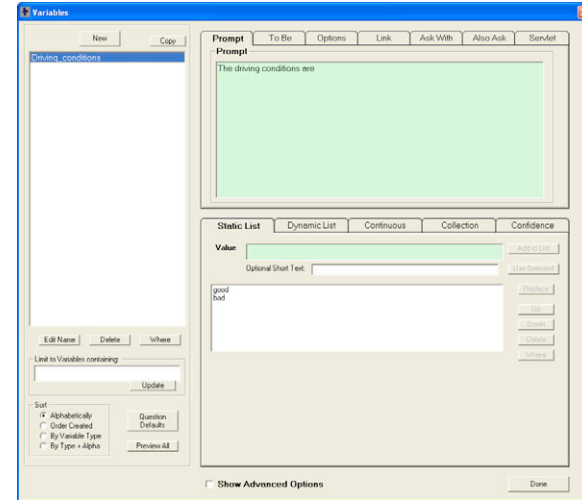 Variables
New
Copy
Driving_conditions
Edit Name
Delete
Where
Limit to Variables containing:
Update
Sort
Alphabetically
Order Created
By Variable Type
By Type + Alpha
Question Defaults
Preview All
Prompt
To Be
Options
Link
Ask With
Also Ask
Servlet
Prompt
The driving conditions are
Static List
Dynamic List
Continuous
Collection
Confidence
Value
Add to List
Optional Short Text:
Use Selected
good
bad
Replace
Up
Down
Delete
Where
Show Advanced Options
Done